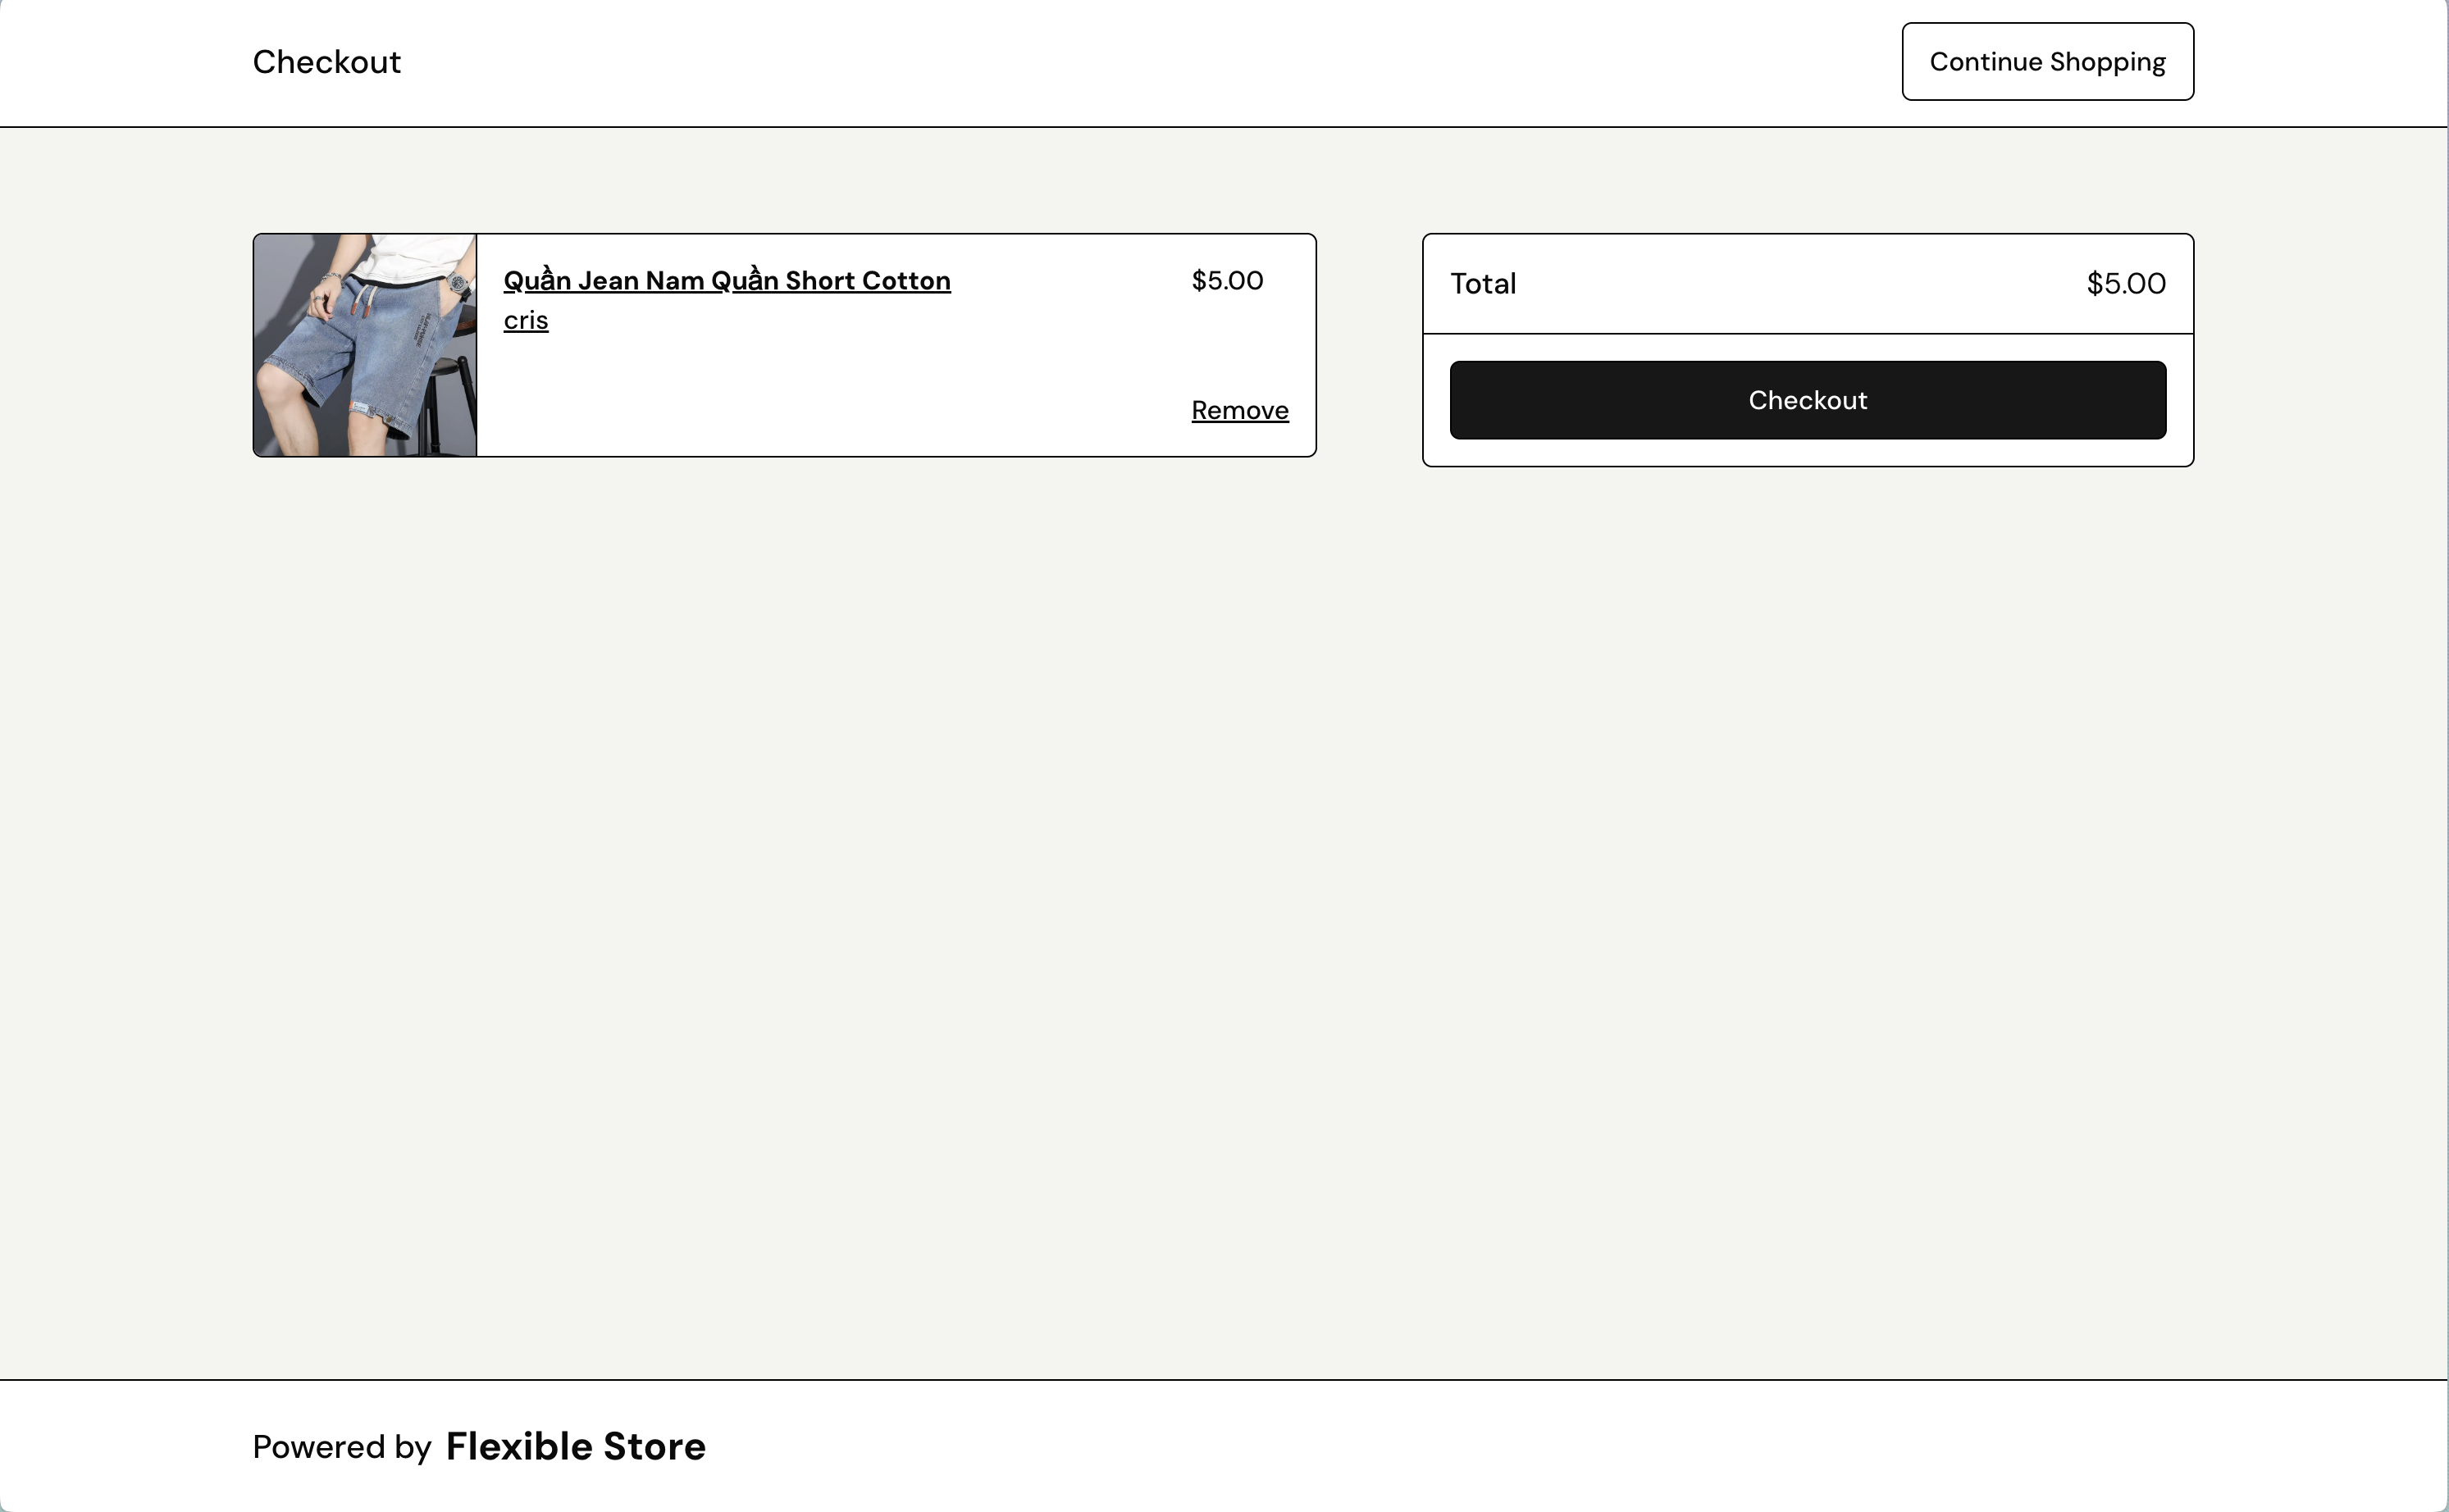 Checkout
Continue Shopping
Quần Jean Nam Quần Short Cotton
cris
$5.00
Remove
Total
$5.00
Checkout
Powered by Flexible Store